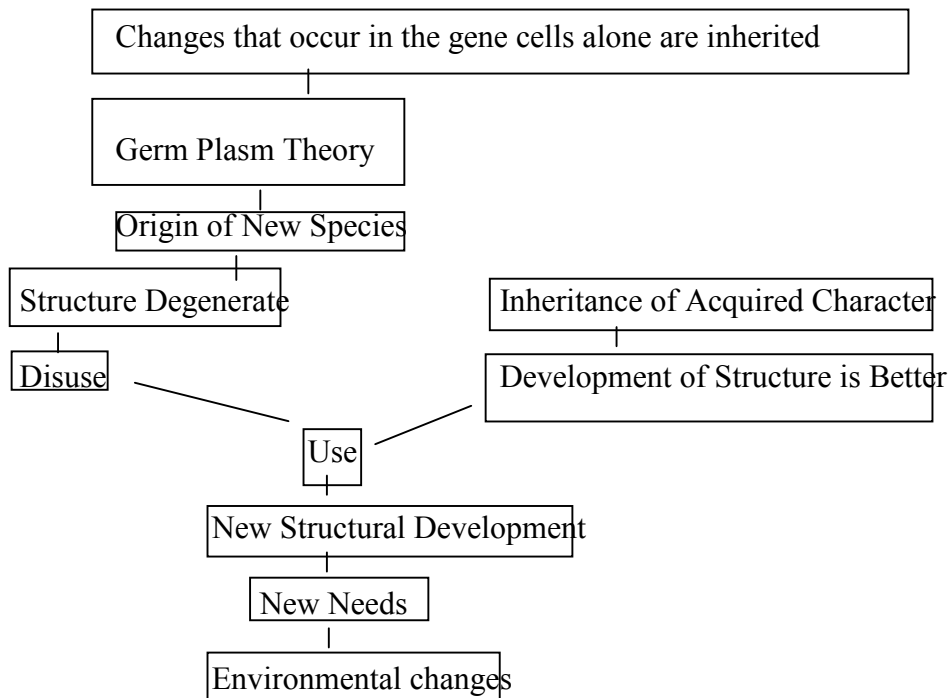 Changes that occur in the gene cells alone are inherited
Germ Plasm Theory
Origin of New Species
Structure Degenerate
Inheritance of Acquired Character
Disuse
Development of Structure is Better
Use
New Structural Development
New Needs
Environmental changes